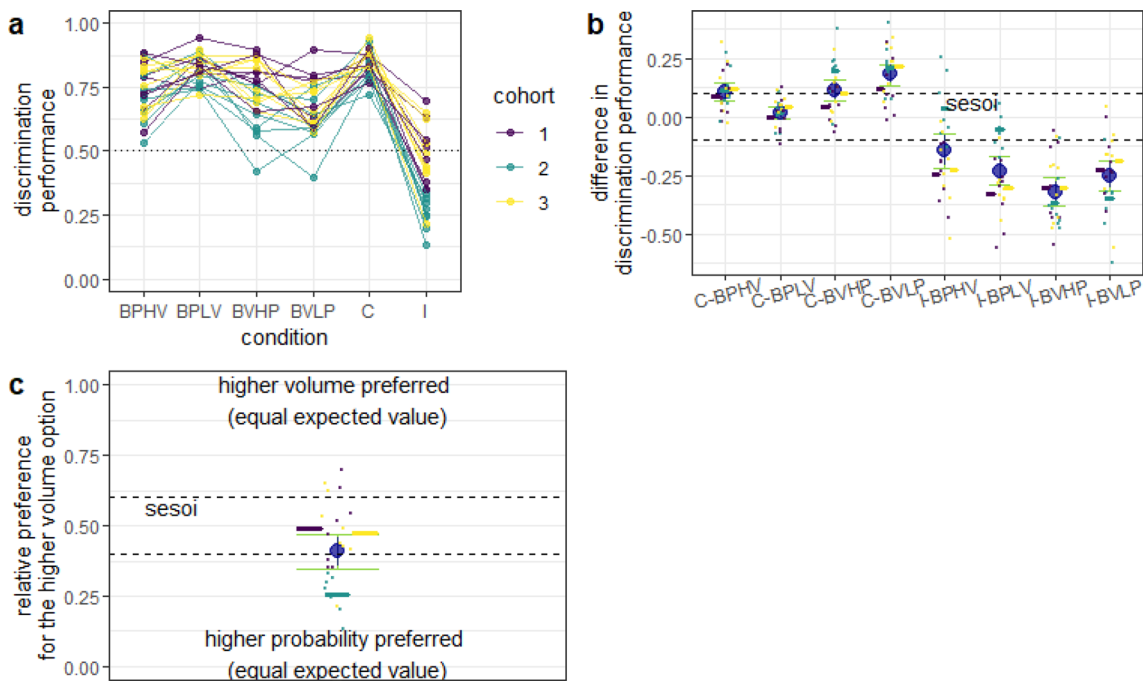 a
discrimination
performance
1.00
0.75
0.50
0.25
0.00
BPHV BPLV BVHP BVLP C I
condition
cohort
1
2
3
b
difference in
discrimination performance
0.25
0.00
-0.25
-0.50
sesoi
C-BPHV C-BPLV C-BVHP C-BVLP I-BPHV I-BPLV I-BVHP I-BVLP
c
relative preference
for the higher volume option
1.00
0.75
0.50
0.25
0.00
higher volume preferred
(equal expected value)
sesoi
higher probability preferred
(equal expected value)